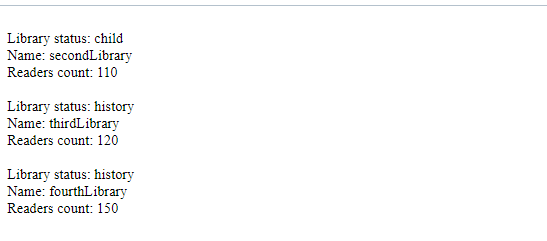 Library status: child
Name: secondLibrary
Readers count: 110
Library status: history
Name: thirdLibrary
Readers count: 120
Library status: history
Name: fourthLibrary
Readers count: 150